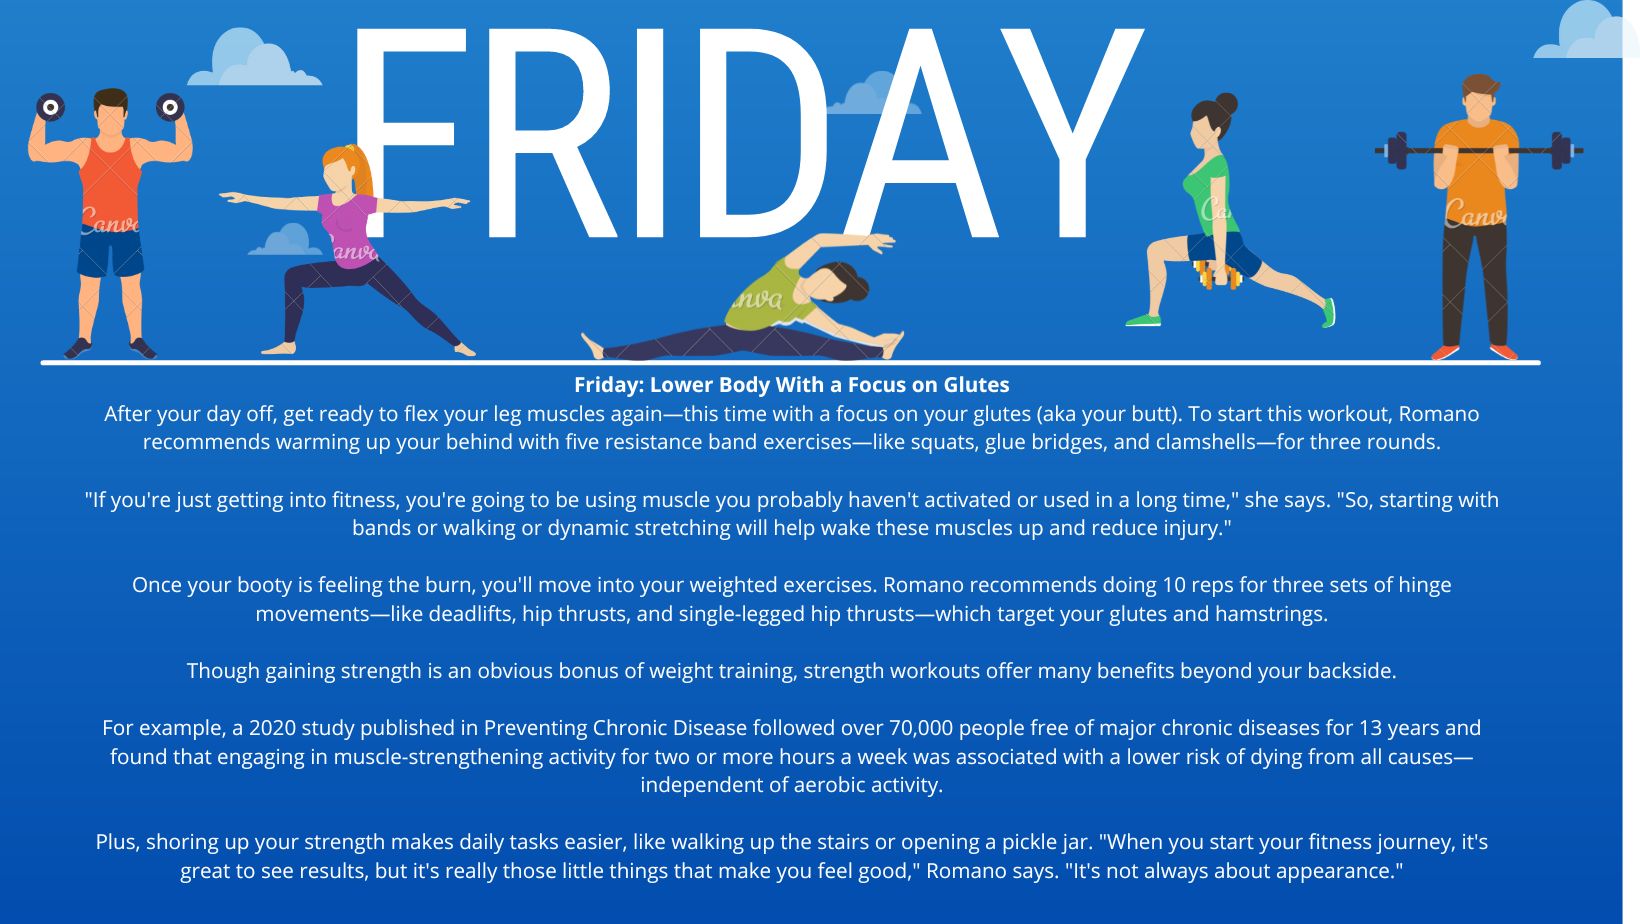 FRIDAY
Canva
Canva
anva
Canva
Ca
Friday: Lower Body With a Focus on Glutes
After your day off, get ready to flex your leg muscles again—this time with a focus on your glutes (aka your butt). To start this workout, Romano
recommends warming up your behind with five resistance band exercises—like squats, glue bridges, and clamshells—for three rounds.
"If you're just getting into fitness, you're going to be using muscle you probably haven't activated or used in a long time," she says. "So, starting with
bands or walking or dynamic stretching will help wake these muscles up and reduce injury."
Once your booty is feeling the burn, you'll move into your weighted exercises. Romano recommends doing 10 reps for three sets of hinge
movements—like deadlifts, hip thrusts, and single-legged hip thrusts—which target your glutes and hamstrings.
Though gaining strength is an obvious bonus of weight training, strength workouts offer many benefits beyond your backside.
For example, a 2020 study published in Preventing Chronic Disease followed over 70,000 people free of major chronic diseases for 13 years and
found that engaging in muscle-strengthening activity for two or more hours a week was associated with a lower risk of dying from all causes—
independent of aerobic activity.
Plus, shoring up your strength makes daily tasks easier, like walking up the stairs or opening a pickle jar. "When you start your fitness journey, it's
great to see results, but it's really those little things that make you feel good," Romano says. "It's not always about appearance."